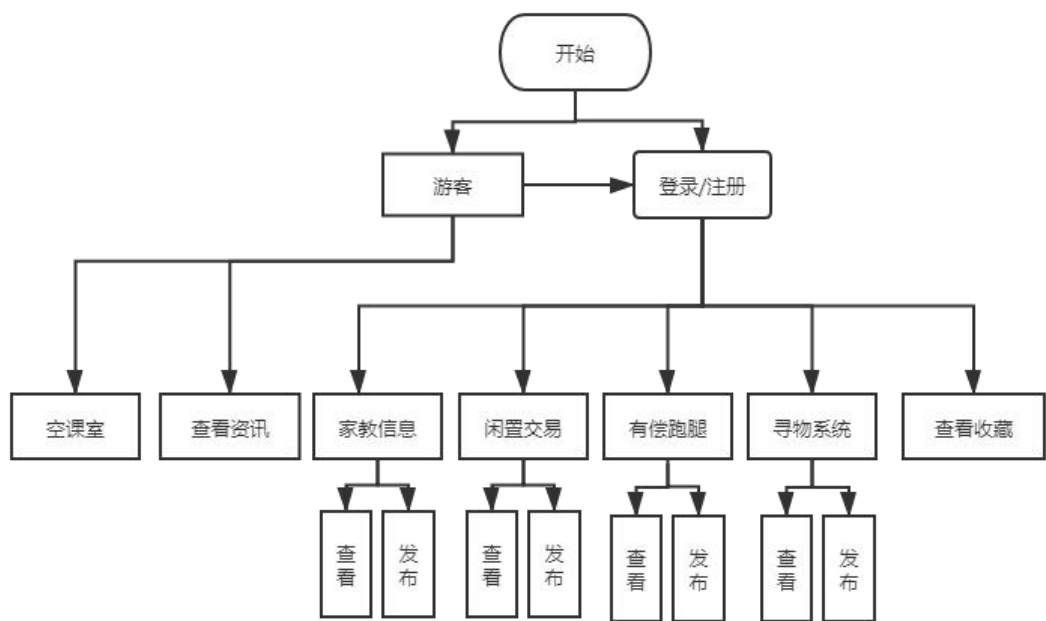 开始
游客
登录/注册
空课室
查看资讯
家教信息
闲置交易
有偿跑腿
寻物系统
查看收藏
查看
发布
查看
发布
查看
发布
查看
发布